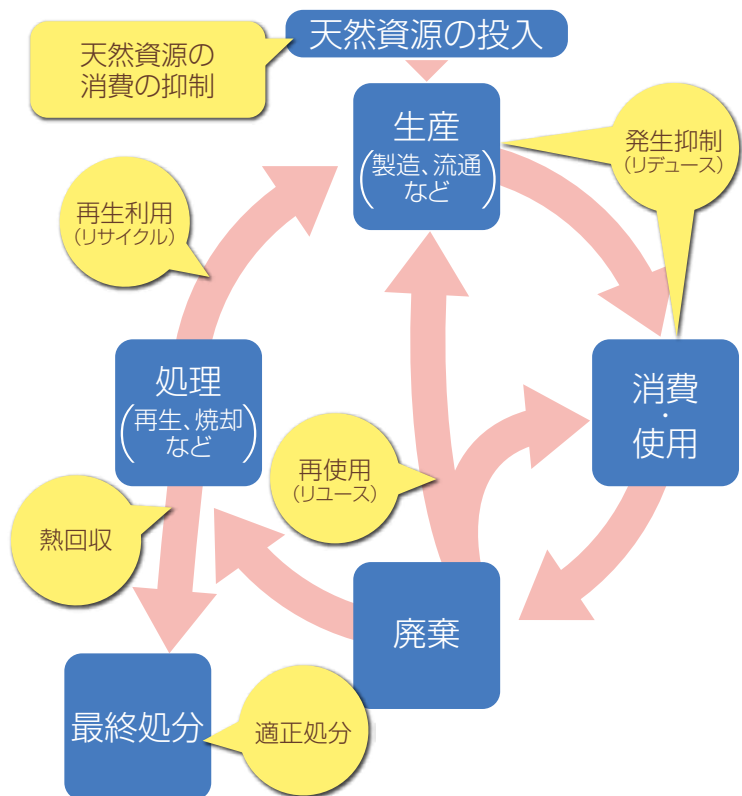 天然資源の投入
天然資源の
消費の抑制
生産
(製造、流通
など)
発生抑制
(リデュース)
再生利用
(リサイクル)
処理
(再生、焼却
など)
消費
・
使用
再使用
(リユース)
熱回収
廃棄
最終処分
適正処分